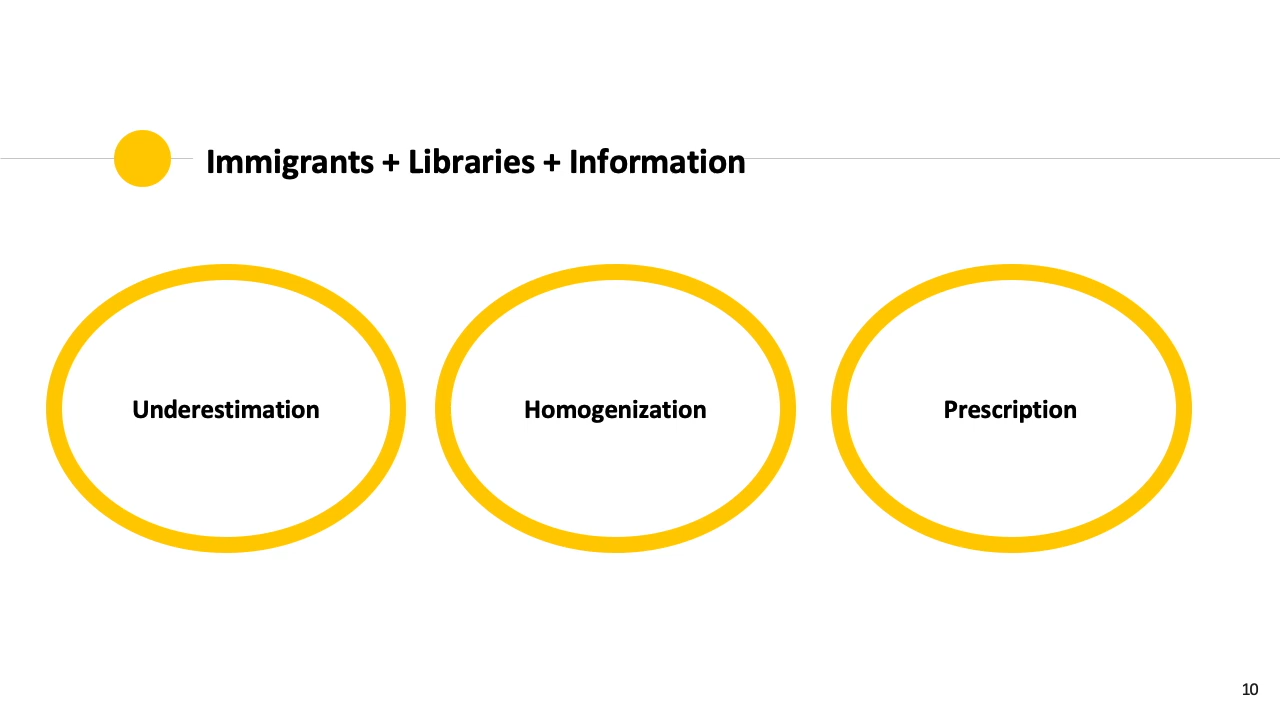 Immigrants + Libraries + Information
Underestimation
Homogenization
Prescription
10